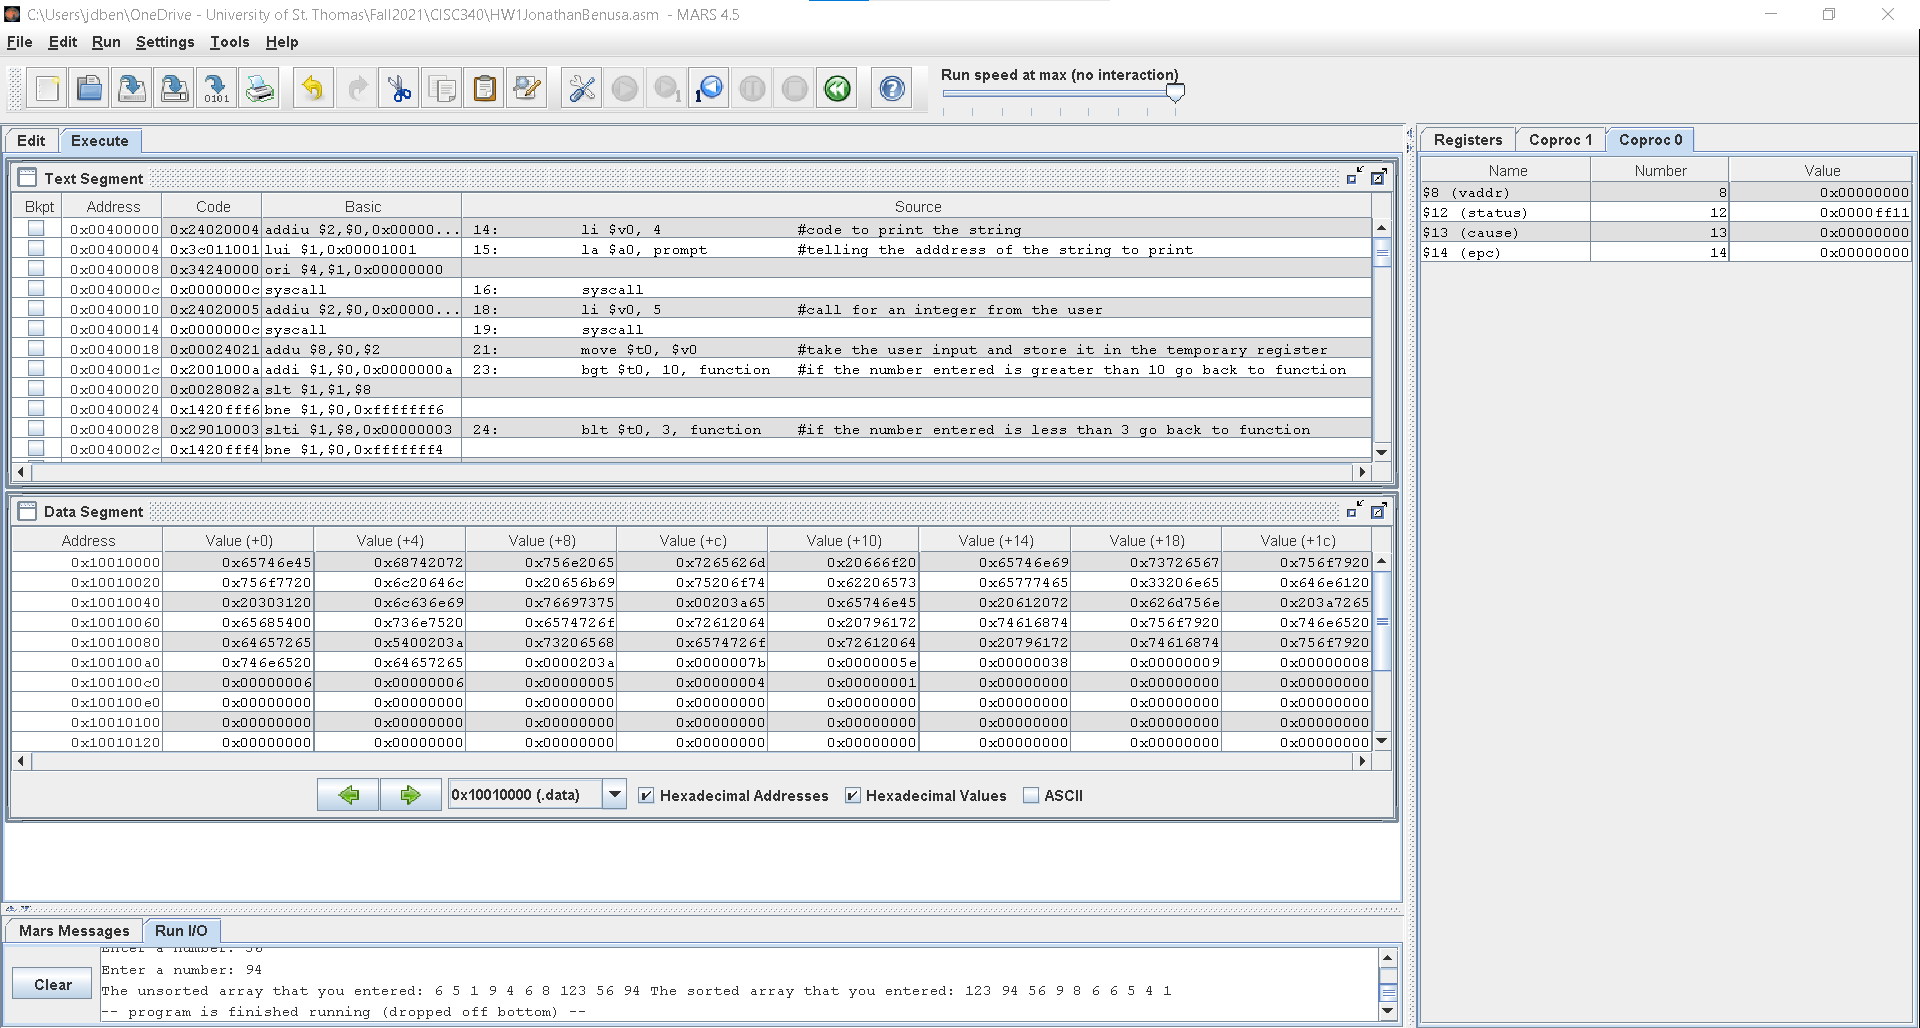 C:\Users\jdben\OneDrive - University of St. Thomas\Fall2021\CISC340\HW1JonathanBenusa.asm - MARS 4.5
File Edit Run Settings Tools Help
Run speed at max (no interaction)
Edit Execute
Text Segment
Bkpt Address Code Basic Source
0x00400000 0x24020004 addiu $2,$0,0x00000... 14: li $v0, 4 #code to print the string
0x00400004 0x3c011001 lui $1,0x00001001 15: la $a0, prompt #telling the adddress of the string to print
0x00400008 0x34240000 ori $4,$1,0x00000000
0x0040000c 0x0000000c syscall 16: syscall
0x00400010 0x24020005 addiu $2,$0,0x00000... 18: li $v0, 5 #call for an integer from the user
0x00400014 0x0000000c syscall 19: syscall
0x00400018 0x00024021 addu $8,$0,$2 21: move $t0, $v0 #take the user input and store it in the temporary register
0x0040001c 0x2001000a addi $1,$0,0x0000000a 23: bgt $t0, 10, function #if the number entered is greater than 10 go back to function
0x00400020 0x0028082a slt $1,$1,$8
0x00400024 0x1420fff6 bne $1,$0,0xfffffff6
0x00400028 0x29010003 slti $1,$8,0x00000003 24: blt $t0, 3, function #if the number entered is less than 3 go back to function
0x0040002c 0x1420fff4 bne $1,$0,0xfffffff4
Data Segment
Address Value (+0) Value (+4) Value (+8) Value (+c) Value (+10) Value (+14) Value (+18) Value (+1c)
0x10010000 0x65746e45 0x68742072 0x756e2065 0x7265626d 0x20666f20 0x65746e69 0x73726567 0x756f7920
0x10010020 0x756f7720 0x6c20646c 0x20656b69 0x75206f74 0x62206573 0x65777465 0x33206e65 0x646e6120
0x10010040 0x20303120 0x6c636e69 0x76697375 0x00203a65 0x65746e45 0x20612072 0x626d756e 0x203a7265
0x10010060 0x65685400 0x736e7520 0x6574726f 0x72612064 0x20796172 0x74616874 0x756f7920 0x746e6520
0x10010080 0x64657265 0x5400203a 0x73206568 0x6574726f 0x72612064 0x20796172 0x74616874 0x756f7920
0x100100a0 0x746e6520 0x64657265 0x0000203a 0x0000007b 0x0000005e 0x00000038 0x00000009 0x00000008
0x100100c0 0x00000006 0x00000006 0x00000005 0x00000004 0x00000001 0x00000000 0x00000000 0x00000000
0x100100e0 0x00000000 0x00000000 0x00000000 0x00000000 0x00000000 0x00000000 0x00000000 0x00000000
0x10010100 0x00000000 0x00000000 0x00000000 0x00000000 0x00000000 0x00000000 0x00000000 0x00000000
0x10010120 0x00000000 0x00000000 0x00000000 0x00000000 0x00000000 0x00000000 0x00000000 0x00000000
0x10010000 (.data) Hexadecimal Addresses Hexadecimal Values ASCII
Mars Messages Run I/O
Clear
Enter a number: 56
Enter a number: 94
The unsorted array that you entered: 6 5 1 9 4 6 8 123 56 94 The sorted array that you entered: 123 94 56 9 8 6 6 5 4 1
-- program is finished running (dropped off bottom) --
Registers Coproc 1 Coproc 0
Name Number Value
$8 (vaddr) 8 0x00000000
$12 (status) 12 0x0000ff11
$13 (cause) 13 0x00000000
$14 (epc) 14 0x00000000